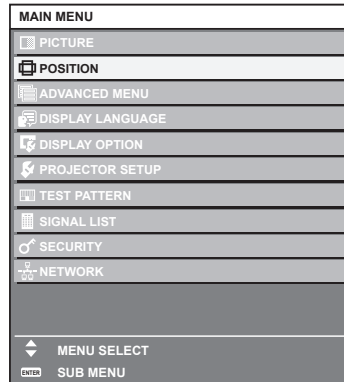 MAIN MENU
PICTURE
POSITION
ADVANCED MENU
DISPLAY LANGUAGE
DISPLAY OPTION
PROJECTOR SETUP
TEST PATTERN
SIGNAL LIST
SECURITY
NETWORK
MENU SELECT
ENTER SUB MENU